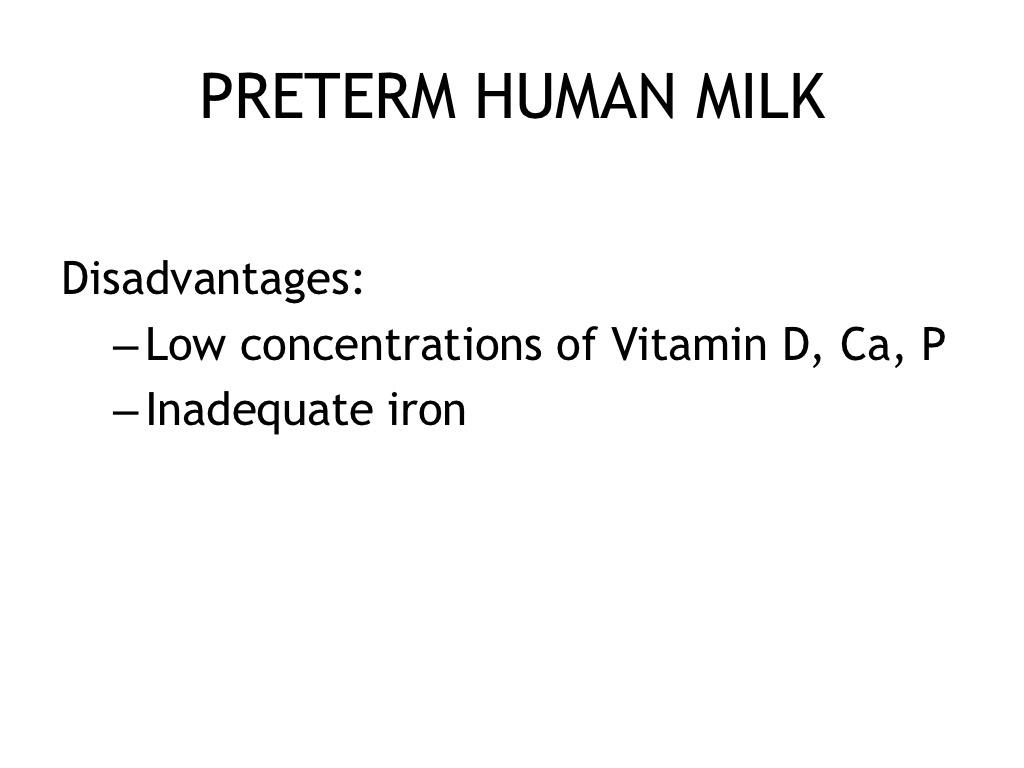 PRETERM HUMAN MILK
Disadvantages:
–Low concentrations of Vitamin D, Ca, P
–Inadequate iron